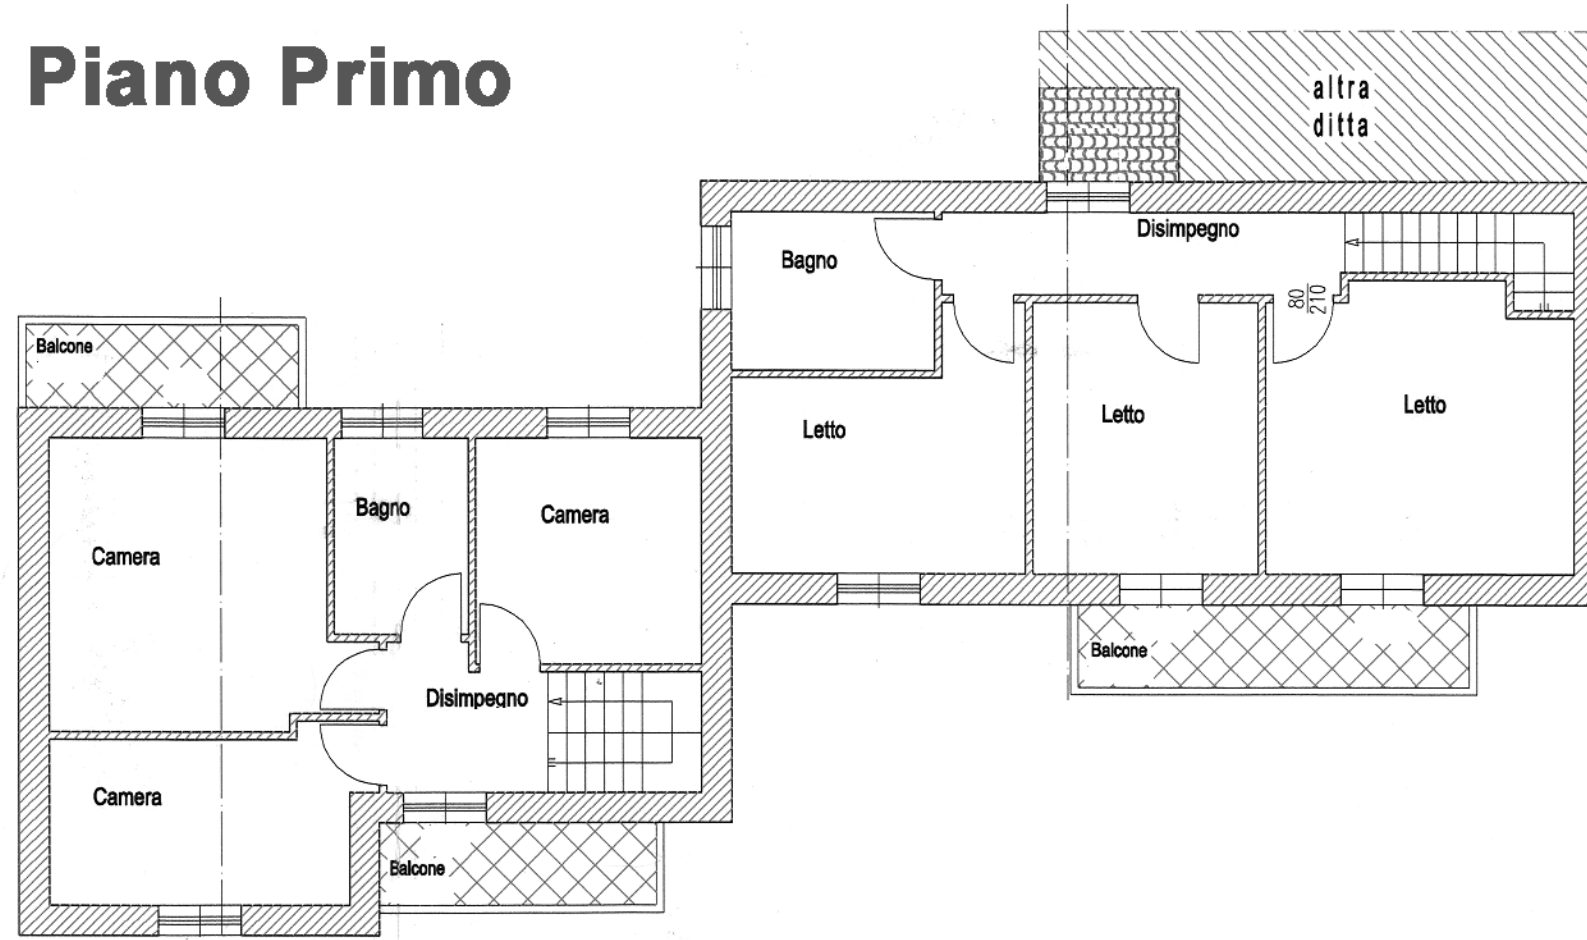 Piano Primo
altra
ditta
Disimpegno
Bagno
80
210
Balcone
Letto
Letto
Letto
Bagno
Camera
Camera
Balcone
Disimpegno
Camera
Balcone